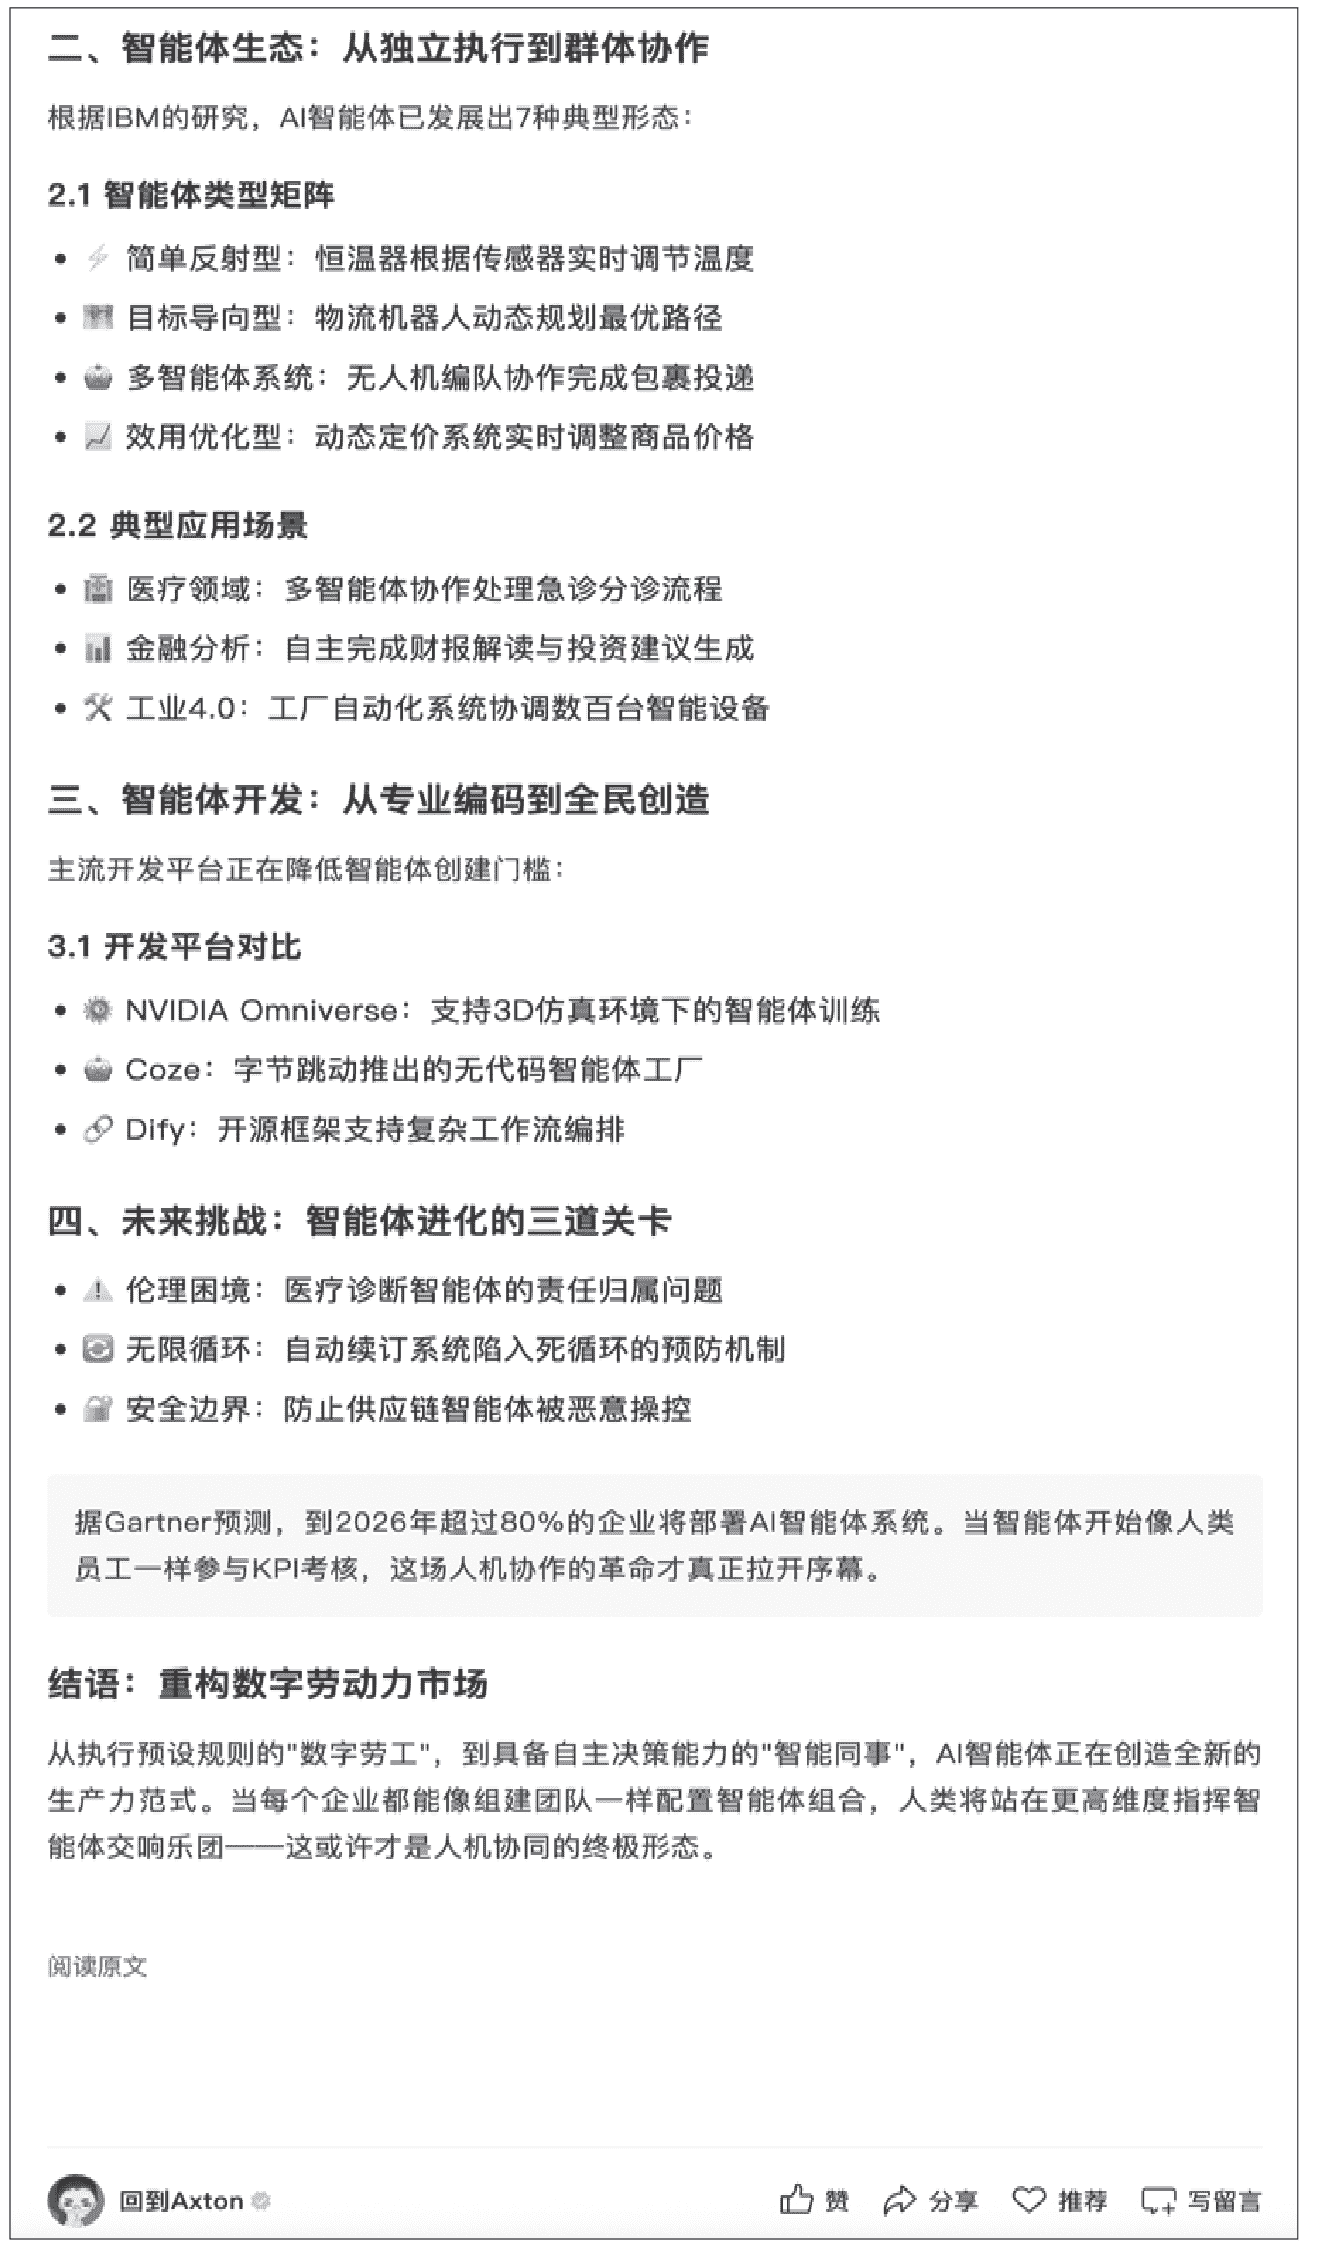 二、智能体生态：从独立执行到群体协作
根据IBM的研究，AI智能体已发展出7种典型形态：
2.1 智能体类型矩阵
• ⚡ 简单反射型：恒温器根据传感器实时调节温度
• 🗺 目标导向型：物流机器人动态规划最优路径
• 🤖 多智能体系统：无人机编队协作完成包裹投递
• 📈 效用优化型：动态定价系统实时调整商品价格
2.2 典型应用场景
• 🏥 医疗领域：多智能体协作处理急诊分诊流程
• 📊 金融分析：自主完成财报解读与投资建议生成
• 🛠 工业4.0：工厂自动化系统协调数百台智能设备
三、智能体开发：从专业编码到全民创造
主流开发平台正在降低智能体创建门槛：
3.1 开发平台对比
• ⚙ NVIDIA Omniverse：支持3D仿真环境下的智能体训练
• 🤖 Coze：字节跳动推出的无代码智能体工厂
• 🔗 Dify：开源框架支持复杂工作流编排
四、未来挑战：智能体进化的三道关卡
• ⚠ 伦理困境：医疗诊断智能体的责任归属问题
• 🔄 无限循环：自动续订系统陷入死循环的预防机制
• 🔐 安全边界：防止供应链智能体被恶意操控
据Gartner预测，到2026年超过80%的企业将部署AI智能体系统。当智能体开始像人类
员工一样参与KPI考核，这场人机协作的革命才真正拉开序幕。
结语：重构数字劳动力市场
从执行预设规则的"数字劳工"，到具备自主决策能力的"智能同事"，AI智能体正在创造全新的
生产力范式。当每个企业都能像组建团队一样配置智能体组合，人类将站在更高维度指挥智
能体交响乐团——这或许才是人机协同的终极形态。
阅读原文
回到Axton 赞 分享 推荐 写留言